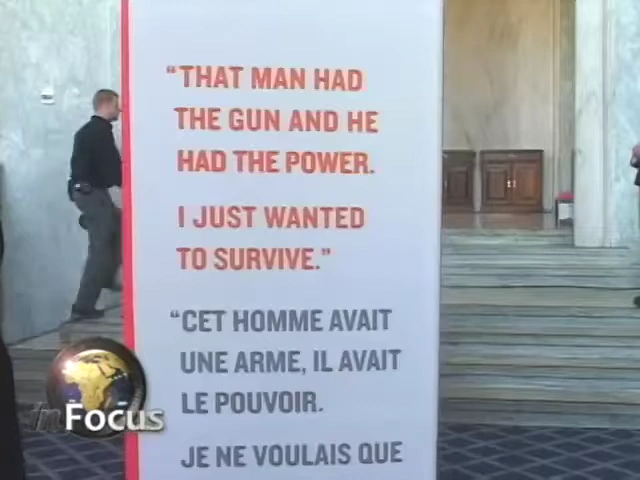 “THAT MAN HAD
THE GUN AND HE
HAD THE POWER.
I JUST WANTED
TO SURVIVE.”
“CET HOMME AVAIT
UNE ARME, IL AVAIT
LE POUVOIR.
JE NE VOULAIS QUE
inFocus